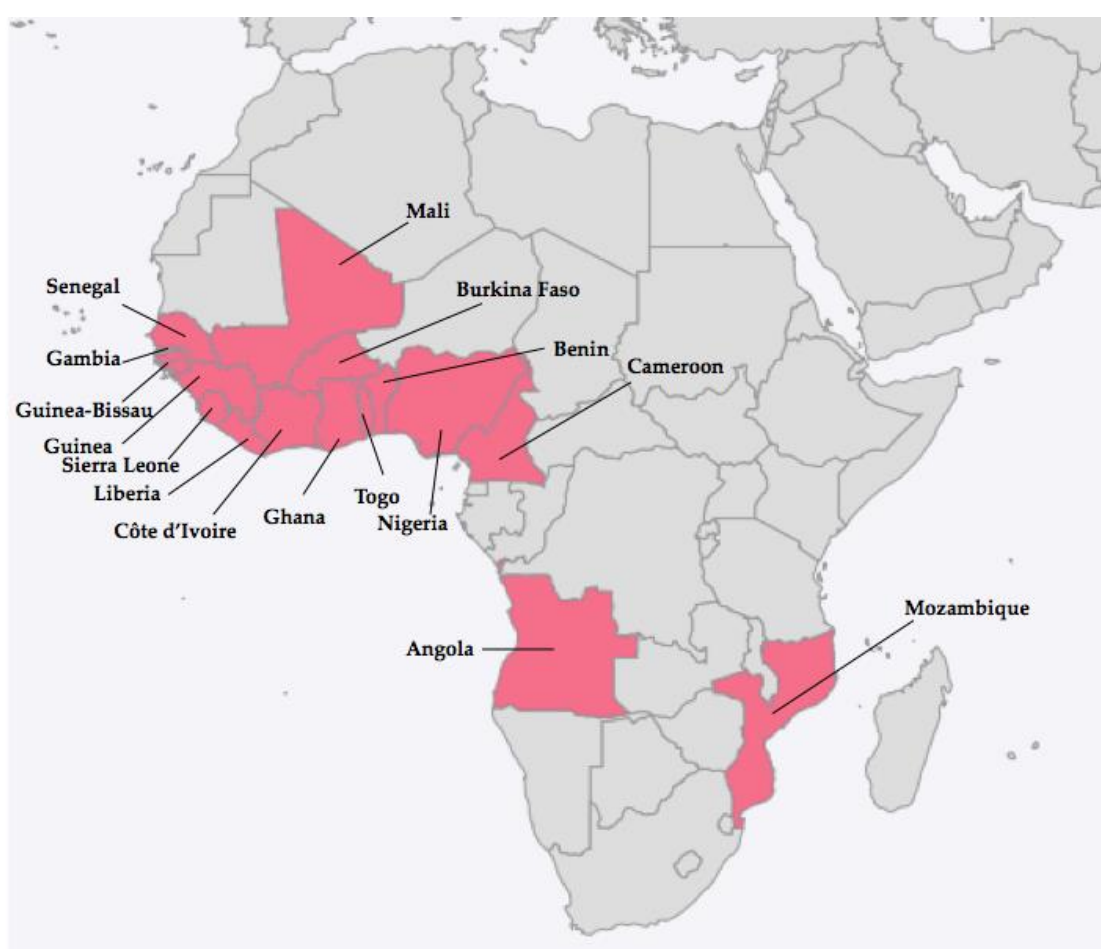 Mali
Senegal
Burkina Faso
Gambia
Benin
Cameroon
Guinea-Bissau
Guinea
Sierra Leone
Liberia
Togo
Ghana
Nigeria
Côte d’Ivoire
Mozambique
Angola